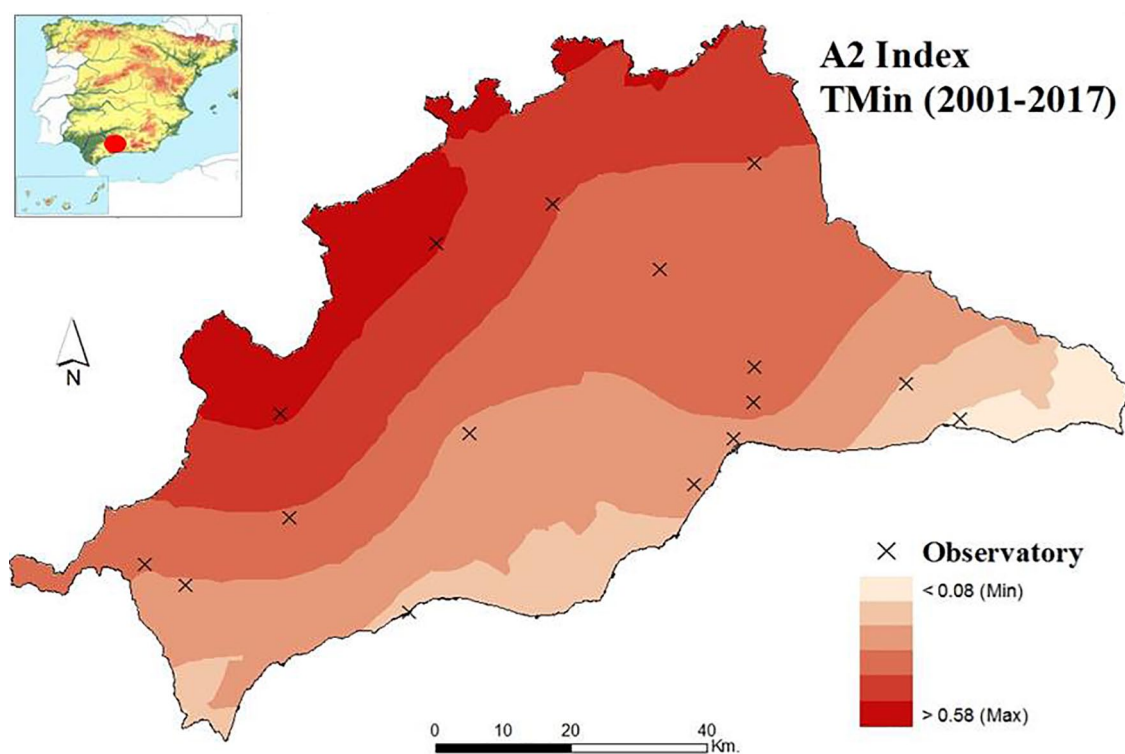 A2 Index
TMin (2001-2017)
N
Observatory
< 0.08 (Min)
> 0.58 (Max)
0 10 20 40
Km.